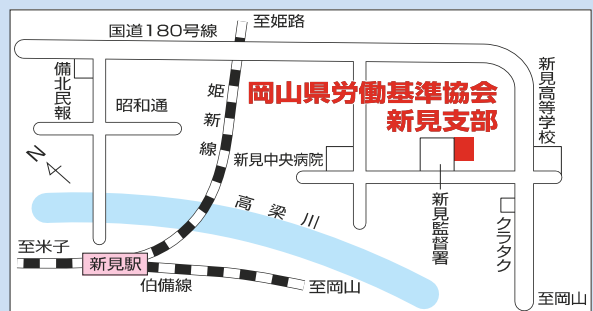 至姫路
国道180号線
備北民報
昭和通
姫新線
岡山県労働基準協会
新見支部
新見高等学校
新見中央病院
N
高梁川
新見監督署
クラタク
至米子
新見駅
伯備線
至岡山
至岡山